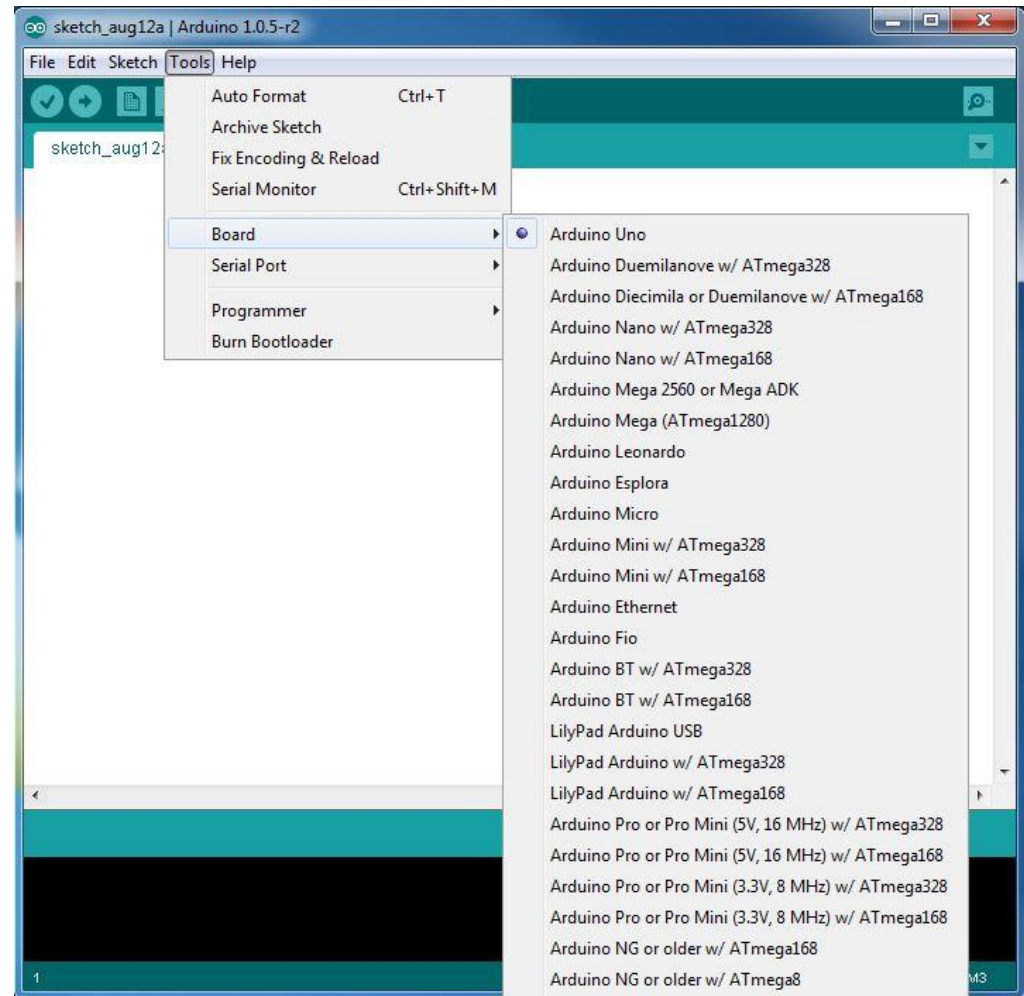 sketch_aug12a | Arduino 1.0.5-r2
File Edit Sketch Tools Help
Auto Format Ctrl+T
Archive Sketch
sketch_aug12a
Fix Encoding & Reload
Serial Monitor Ctrl+Shift+M
Board
Serial Port
Programmer
Burn Bootloader
Arduino Uno
Arduino Duemilanove w/ ATmega328
Arduino Diecimila or Duemilanove w/ ATmega168
Arduino Nano w/ ATmega328
Arduino Nano w/ ATmega168
Arduino Mega 2560 or Mega ADK
Arduino Mega (ATmega1280)
Arduino Leonardo
Arduino Esplora
Arduino Micro
Arduino Mini w/ ATmega328
Arduino Mini w/ ATmega168
Arduino Ethernet
Arduino Fio
Arduino BT w/ ATmega328
Arduino BT w/ ATmega168
LilyPad Arduino USB
LilyPad Arduino w/ ATmega328
LilyPad Arduino w/ ATmega168
Arduino Pro or Pro Mini (5V, 16 MHz) w/ ATmega328
Arduino Pro or Pro Mini (5V, 16 MHz) w/ ATmega168
Arduino Pro or Pro Mini (3.3V, 8 MHz) w/ ATmega328
Arduino Pro or Pro Mini (3.3V, 8 MHz) w/ ATmega168
Arduino NG or older w/ ATmega168
Arduino NG or older w/ ATmega8
1
M3